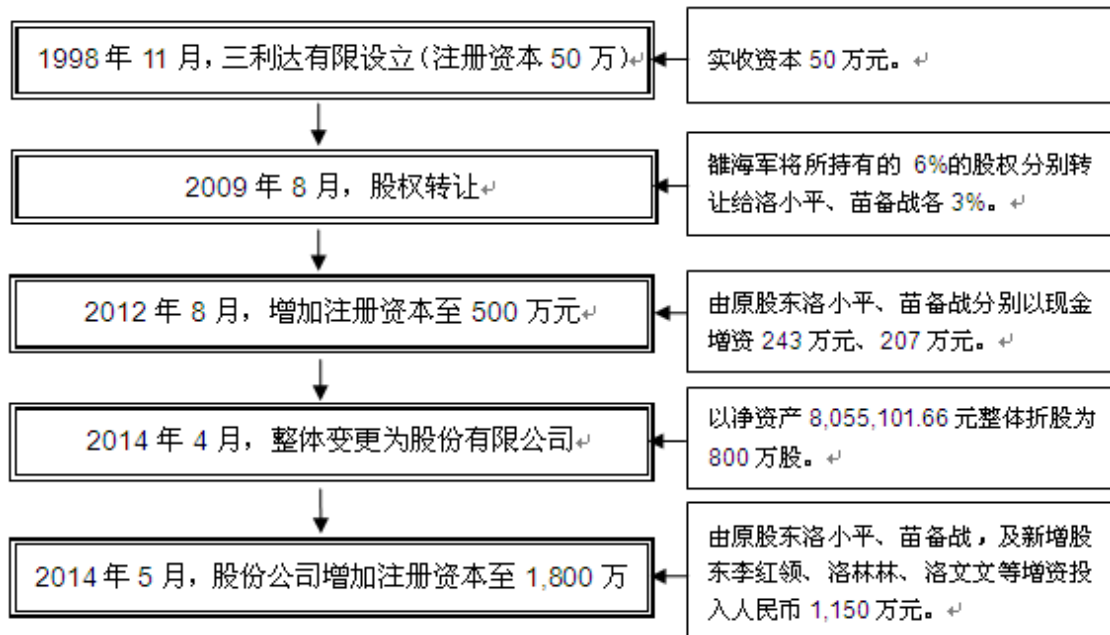 1998 年 11 月，三利达有限设立（注册资本 50 万）↵
实收资本 50 万元。↵
2009 年 8 月，股权转让↵
雒海军将所持有的 6%的股权分别转
让给洛小平、苗备战各 3%。↵
2012 年 8 月，增加注册资本至 500 万元↵
由原股东洛小平、苗备战分别以现金
增资 243 万元、207 万元。↵
2014 年 4 月，整体变更为股份有限公司↵
以净资产 8,055,101.66 元整体折股为
800 万股。↵
2014 年 5 月，股份公司增加注册资本至 1,800 万
由原股东洛小平、苗备战，及新增股
东李红领、洛林林、洛文文等增资投
入人民币 1,150 万元。↵